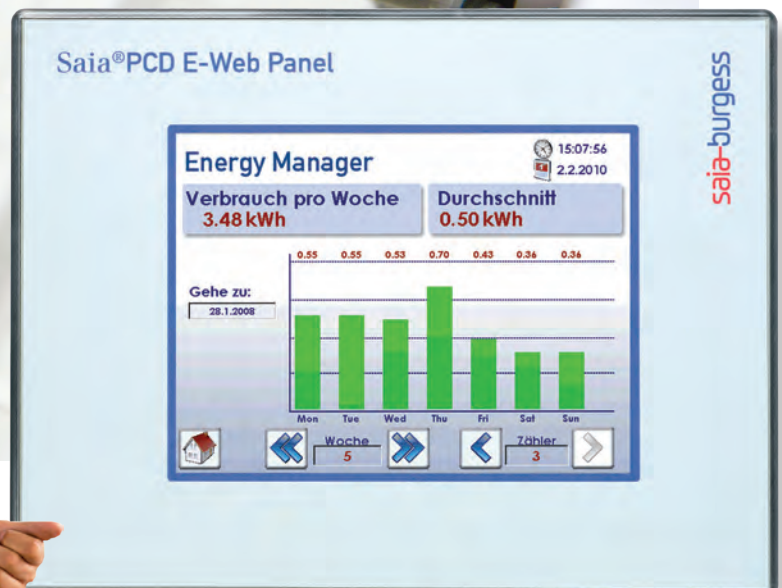 Saia®PCD E-Web Panel
saia-burgess
Energy Manager
15:07:56
2.2.2010
Verbrauch pro Woche
3.48 kWh
Durchschnitt
0.50 kWh
0.55 0.55 0.53 0.70 0.43 0.36 0.36
Gehe zu:
28.1.2008
Mon Tue Wed Thu Fri Sat Sun
Woche
5
Zähler
3